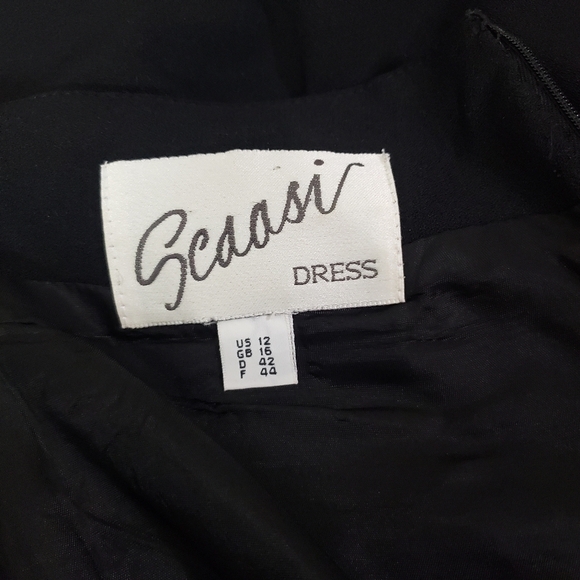 Scaasi
DRESS
US 12
GB 16
D 42
F 44